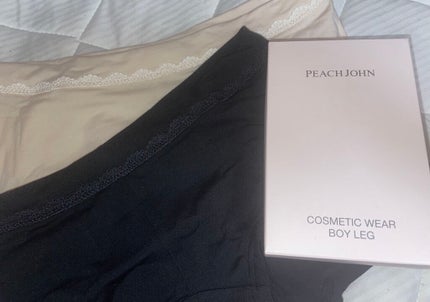 PEACH JOHN
COSMETIC WEAR
BOY LEG